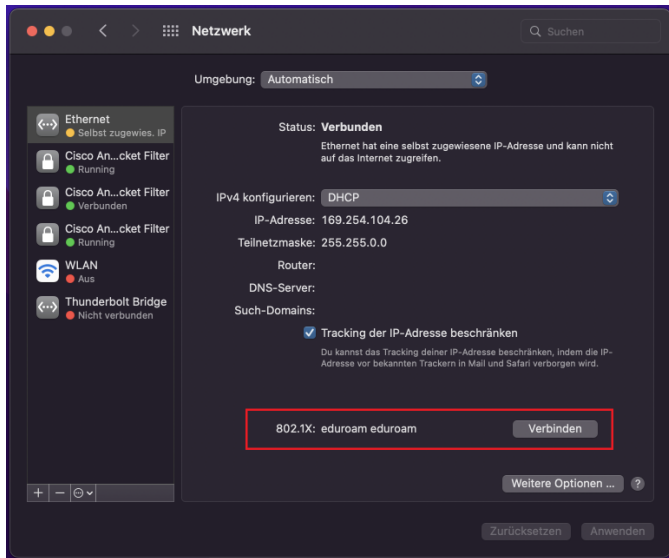 Netzwerk
Suchen
Umgebung: Automatisch
Ethernet
Selbst zugewies. IP
Cisco An...cket Filter
Running
Cisco An...cket Filter
Verbunden
Cisco An...cket Filter
Running
WLAN
Aus
Thunderbolt Bridge
Nicht verbunden
Status: Verbunden
Ethernet hat eine selbst zugewiesene IP-Adresse und kann nicht
auf das Internet zugreifen.
IPv4 konfigurieren: DHCP
IP-Adresse: 169.254.104.26
Teilnetzmaske: 255.255.0.0
Router:
DNS-Server:
Such-Domains:
Tracking der IP-Adresse beschränken
Du kannst das Tracking deiner IP-Adresse beschränken, indem die IP-
Adresse vor bekannten Trackern in Mail und Safari verborgen wird.
802.1X: eduroam eduroam Verbinden
Weitere Optionen ... ?
Zurücksetzen Anwenden